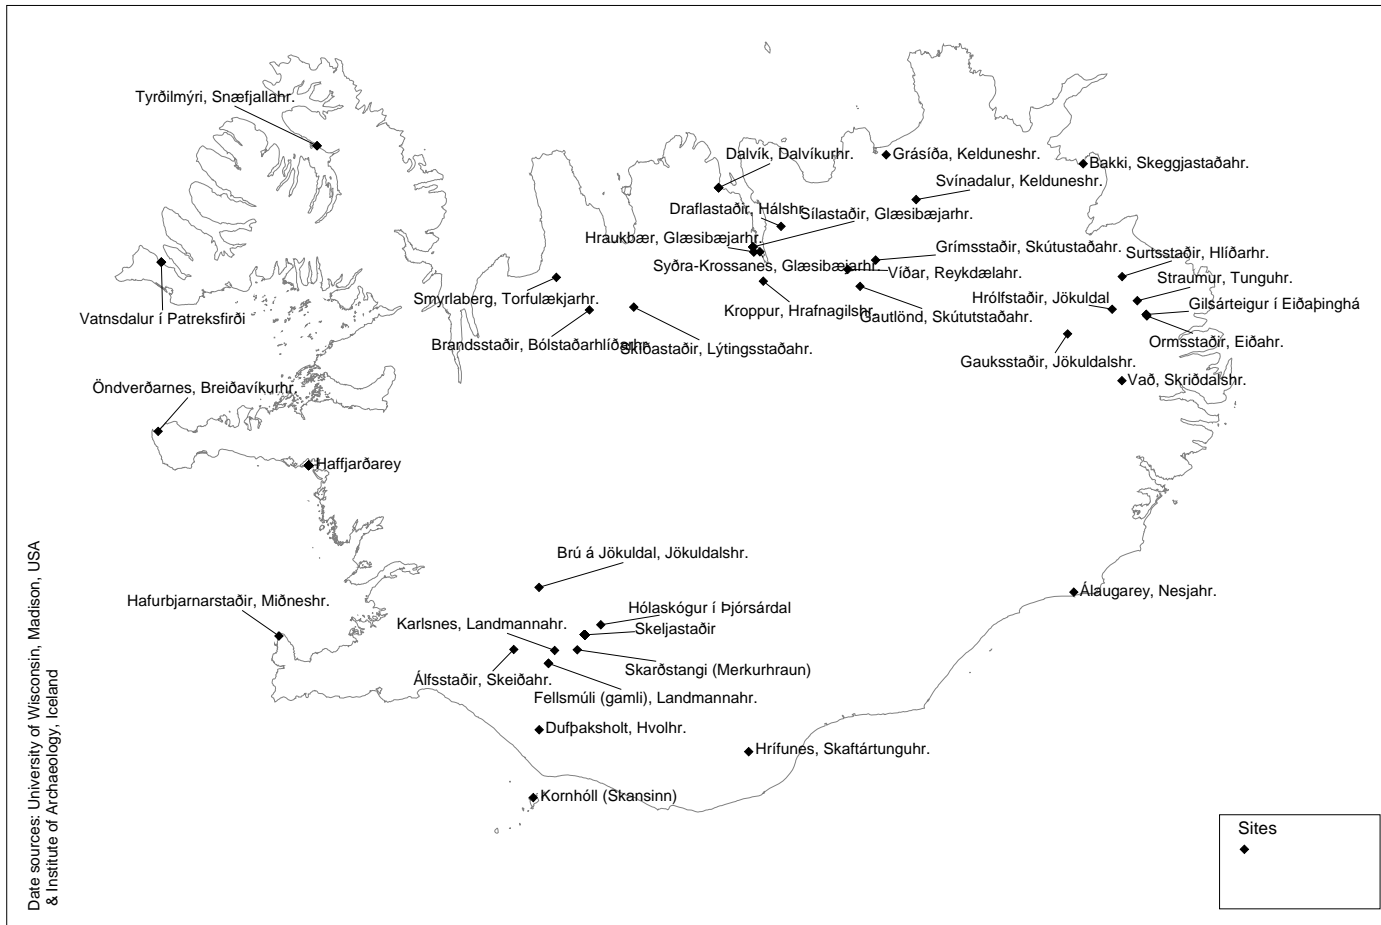 Tyrðilmýri, Snæfjallahr.
Dalvík, Dalvíkurhr.
Grásíða, Kelduneshr.
Bakki, Skeggjastaðahr.
Svínadalur, Kelduneshr.
Draflastaðir, Hálshr.
Sílastaðir, Glæsibæjarhr.
Hraukbær, Glæsibæjarhr.
Grímsstaðir, Skútustaðahr.
Surtsstaðir, Hlíðarhr.
Syðra-Krossanes, Glæsibæjarhr.
Víðar, Reykdælahr.
Straumur, Tunguhr.
Smyrlaberg, Torfulækjarhr.
Hrólfstaðir, Jökuldal
Gilsárteigur í Eiðaþinghá
Vatnsdalur í Patreksfirði
Kroppur, Hrafnagilshr.
Gautlönd, Skútutstaðahr.
Brandsstaðir, Bólstaðarhlíðarhr.
Skíðastaðir, Lýtingsstaðahr.
Ormsstaðir, Eiðahr.
Gauksstaðir, Jökuldalshr.
Vað, Skriðdalshr.
Öndverðarnes, Breiðavíkurhr.
Haffjarðarey
Brú á Jökuldal, Jökuldalshr.
Álaugarey, Nesjahr.
Hafurbjarnarstaðir, Miðneshr.
Hólaskógur í Þjórsárdal
Karlsnes, Landmannahr.
Skeljastaðir
Skarðstangi (Merkurhraun)
Álfsstaðir, Skeiðahr.
Fellsmúli (gamli), Landmannahr.
Dufþaksholt, Hvolhr.
Hrífunes, Skaftártunguhr.
Kornhóll (Skansinn)
Sites
Date sources: University of Wisconsin, Madison, USA
& Institute of Archaeology, Iceland